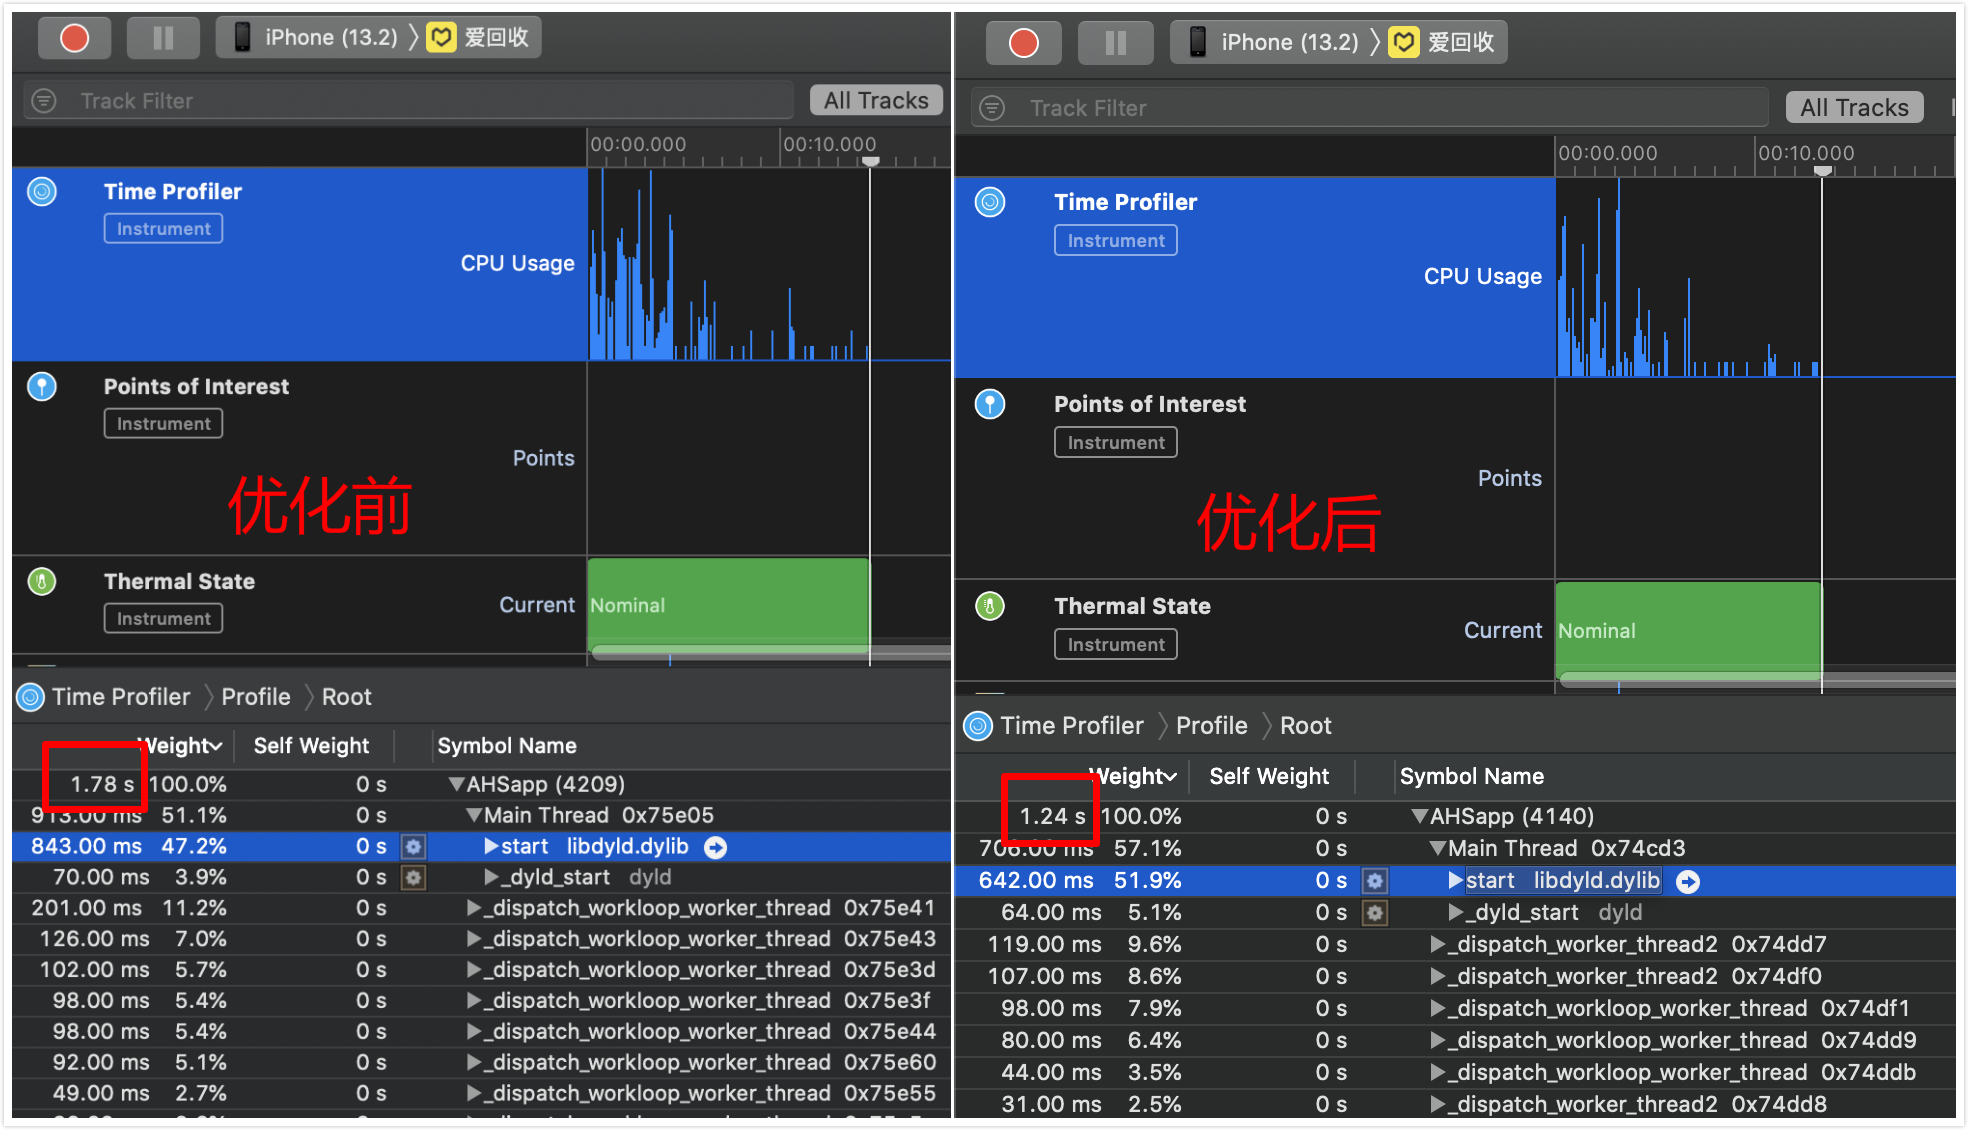 iPhone (13.2) 〉 爱回收
Track Filter
All Tracks
00:00.000 00:10.000
Time Profiler
Instrument
CPU Usage
Points of Interest
Instrument
Points
优化前
Thermal State
Instrument
Current
Nominal
Time Profiler 〉 Profile 〉 Root
Weight Self Weight Symbol Name
1.78 s 100.0% 0 s AHSapp (4209)
913.00 ms 51.1% 0 s Main Thread 0x75e05
843.00 ms 47.2% 0 s start libdyld.dylib
70.00 ms 3.9% 0 s _dyld_start dyld
201.00 ms 11.2% 0 s _dispatch_workloop_worker_thread 0x75e41
126.00 ms 7.0% 0 s _dispatch_workloop_worker_thread 0x75e43
102.00 ms 5.7% 0 s _dispatch_workloop_worker_thread 0x75e3d
98.00 ms 5.4% 0 s _dispatch_workloop_worker_thread 0x75e3f
98.00 ms 5.4% 0 s _dispatch_workloop_worker_thread 0x75e44
92.00 ms 5.1% 0 s _dispatch_workloop_worker_thread 0x75e60
49.00 ms 2.7% 0 s _dispatch_workloop_worker_thread 0x75e55
iPhone (13.2) 〉 爱回收
Track Filter
All Tracks
00:00.000 00:10.000
Time Profiler
Instrument
CPU Usage
Points of Interest
Instrument
Points
优化后
Thermal State
Instrument
Current
Nominal
Time Profiler 〉 Profile 〉 Root
Weight Self Weight Symbol Name
1.24 s 100.0% 0 s AHSapp (4140)
706.00 ms 57.1% 0 s Main Thread 0x74cd3
642.00 ms 51.9% 0 s start libdyld.dylib
64.00 ms 5.1% 0 s _dyld_start dyld
119.00 ms 9.6% 0 s _dispatch_worker_thread2 0x74dd7
107.00 ms 8.6% 0 s _dispatch_worker_thread2 0x74df0
98.00 ms 7.9% 0 s _dispatch_workloop_worker_thread 0x74df1
80.00 ms 6.4% 0 s _dispatch_workloop_worker_thread 0x74dd9
44.00 ms 3.5% 0 s _dispatch_workloop_worker_thread 0x74ddb
31.00 ms 2.5% 0 s _dispatch_worker_thread2 0x74dd8